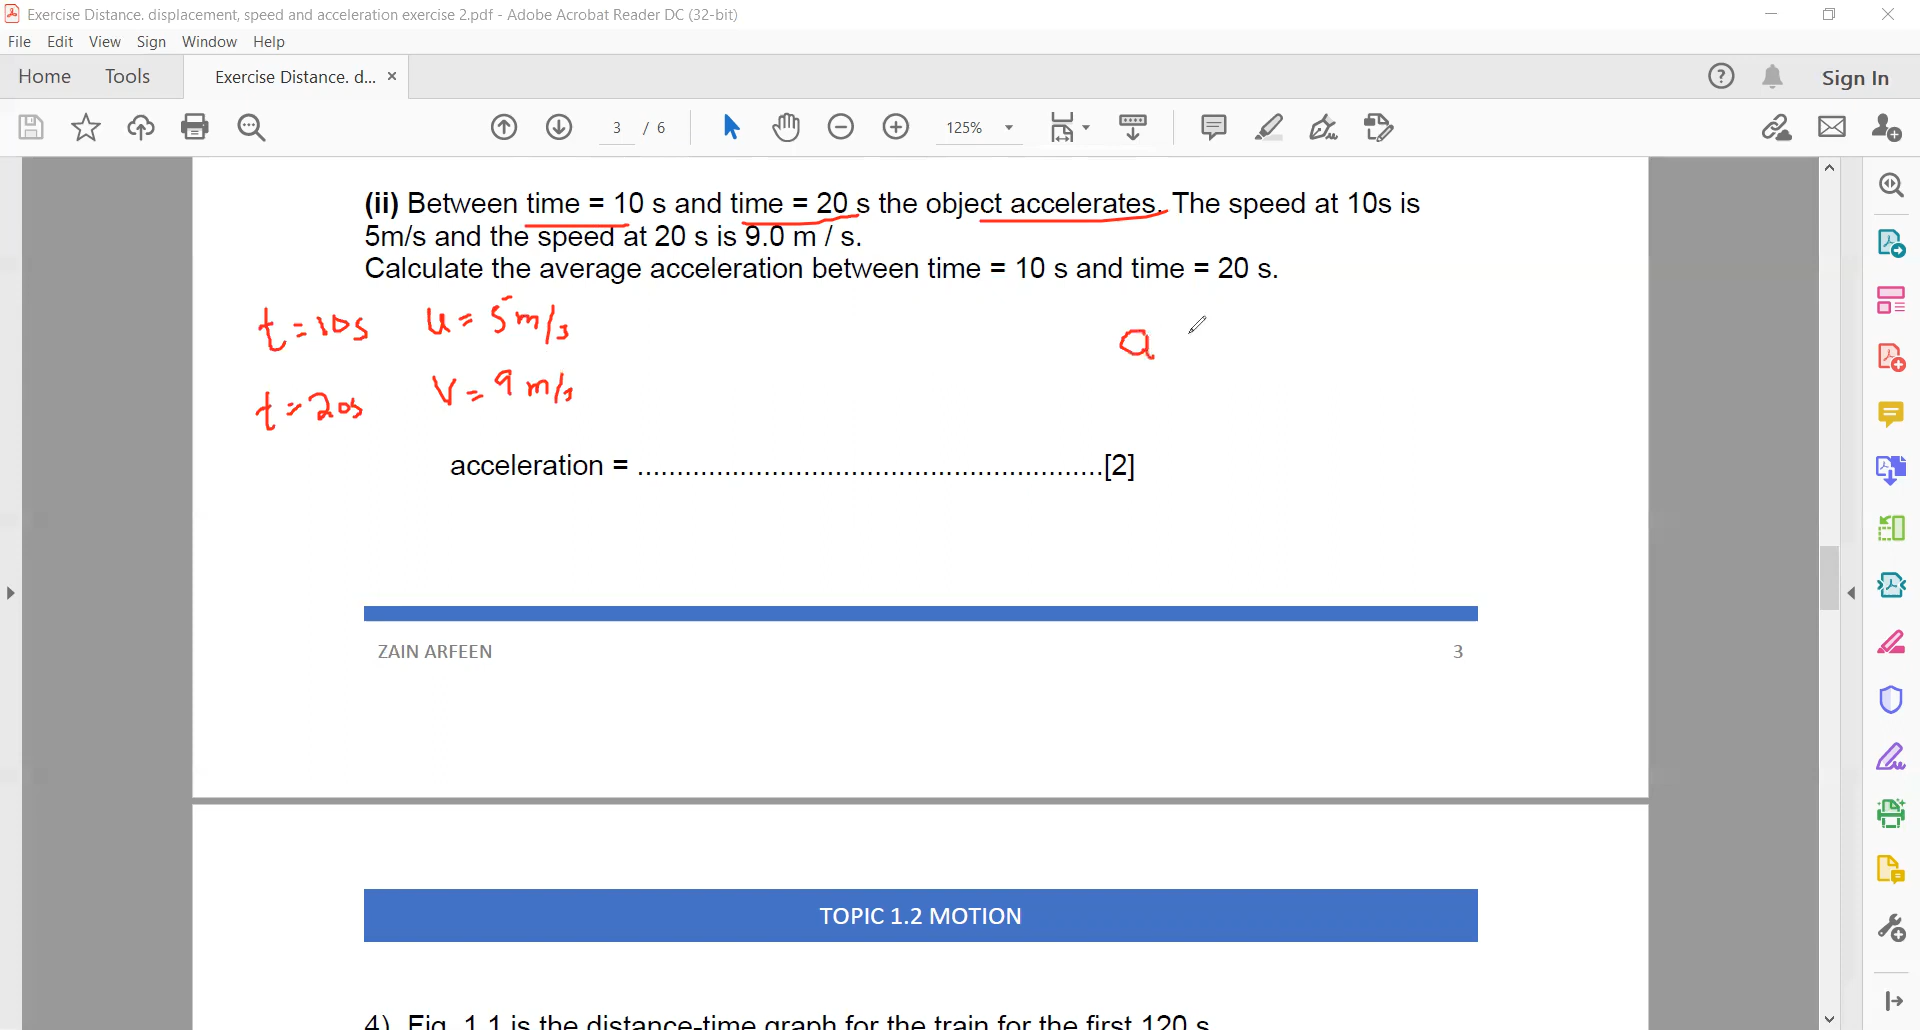 Exercise Distance. displacement, speed and acceleration exercise 2.pdf - Adobe Acrobat Reader DC (32-bit)
File Edit View Sign Window Help
Home Tools Exercise Distance. d... × Sign In
3 / 6 125%
(ii) Between time = 10 s and time = 20 s the object accelerates. The speed at 10s is
5m/s and the speed at 20 s is 9.0 m / s.
Calculate the average acceleration between time = 10 s and time = 20 s.
t=10s u= 5m/s
a
t=20s v= 9 m/s
acceleration = ............................................................[2]
ZAIN ARFEEN 3
TOPIC 1.2 MOTION
4) Fig. 1.1 is the distance-time graph for the train for the first 120 s